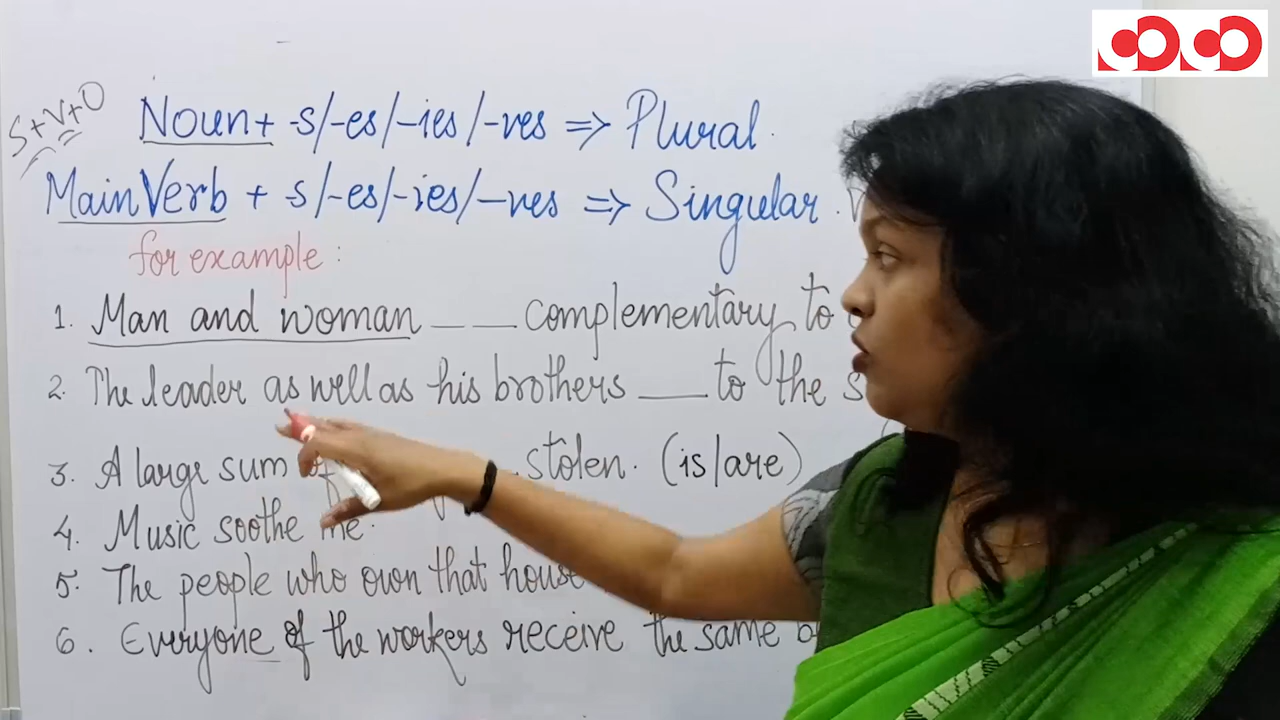 S+V+O
Noun + -s/-es/-ies/-ves => Plural.
Main Verb + -s/-es/-ies/-ves => Singular.
for example:
1. Man and woman __ __ complementary to
2. The leader as well as his brothers ___ to the
3. A large sum of stolen. (is/are)
4. Music soothe me.
5. The people who own that house
6. Everyone of the workers receive the same